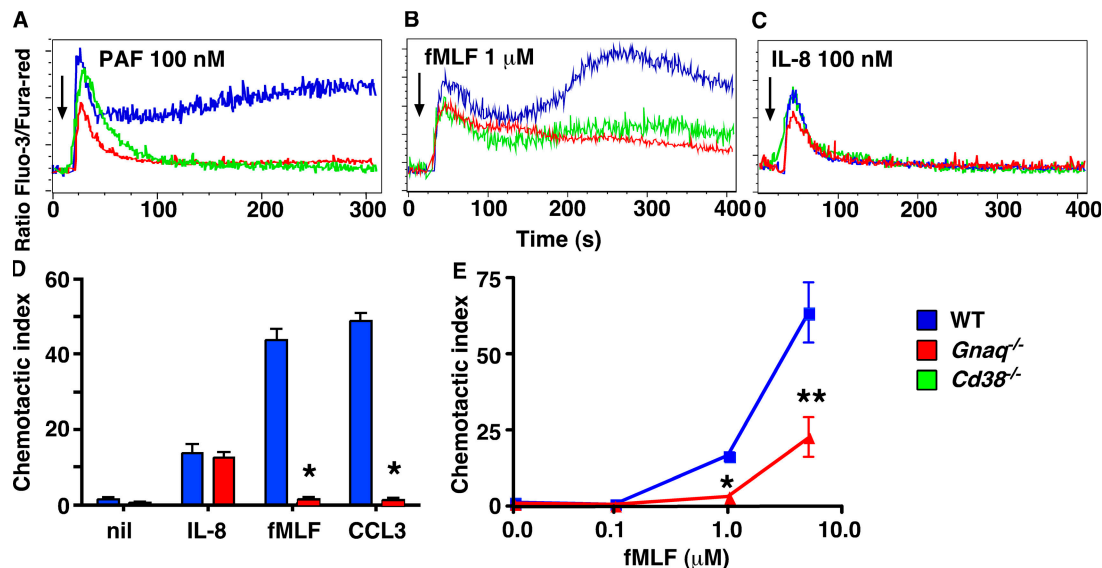 A
B
C
PAF 100 nM
fMLF 1 μM
IL-8 100 nM
Ratio Fluo-3/Fura-red
0 100 200 300
0 100 200 300 400
0 100 200 300 400
Time (s)
D
E
Chemotactic index
60
40
20
0
nil IL-8 fMLF CCL3
*
*
Chemotactic index
75
50
25
0
0.0 0.1 1.0 10.0
fMLF (μM)
*
**
WT
Gnaq-/-
Cd38-/-